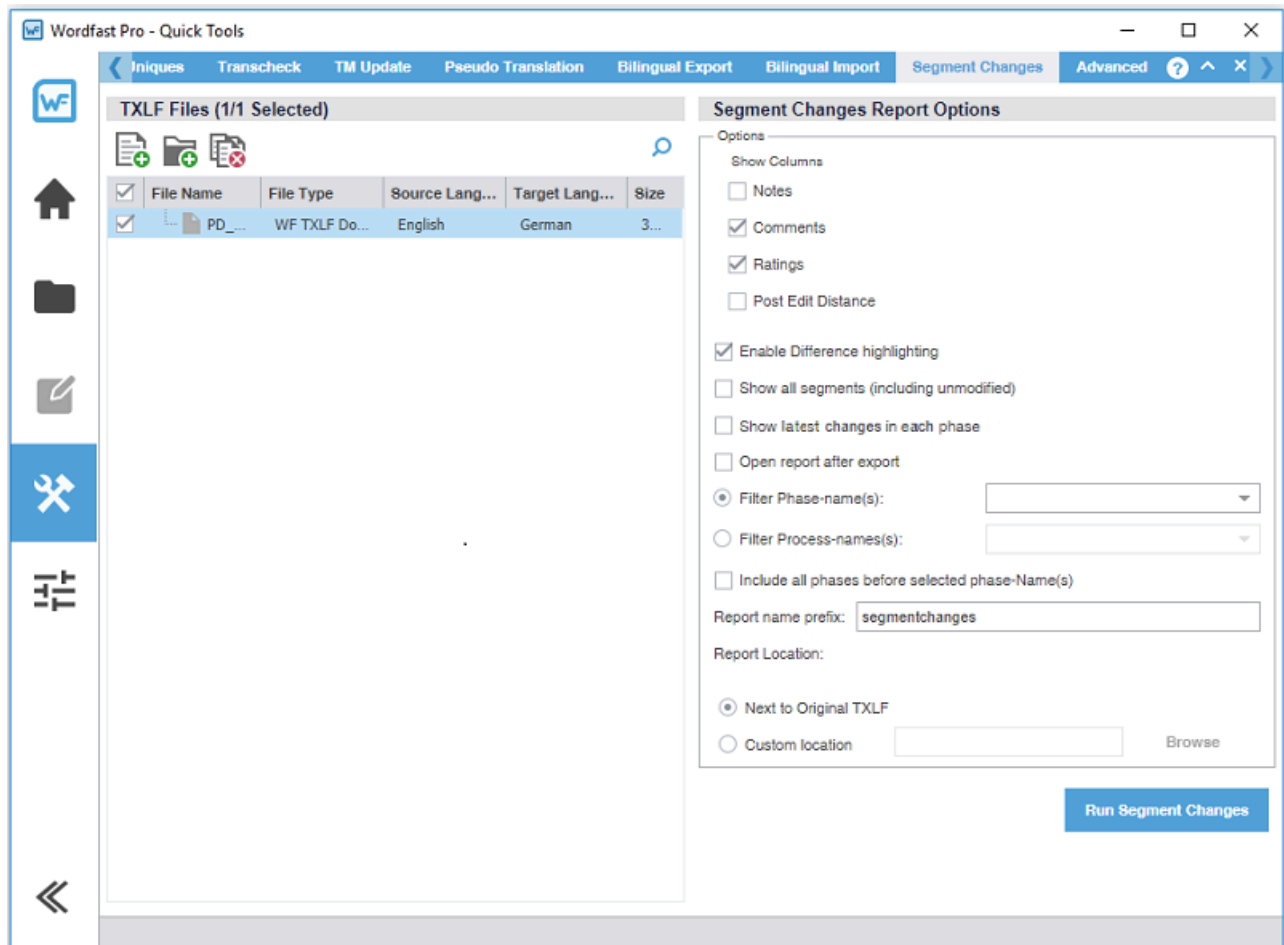 Wordfast Pro - Quick Tools
Uniques Transcheck TM Update Pseudo Translation Bilingual Export Bilingual Import Segment Changes Advanced
TXLF Files (1/1 Selected)
File Name File Type Source Lang... Target Lang... Size
PD_... WF TXLF Do... English German 3...
Segment Changes Report Options
Options
Show Columns
Notes
Comments
Ratings
Post Edit Distance
Enable Difference highlighting
Show all segments (including unmodified)
Show latest changes in each phase
Open report after export
Filter Phase-name(s):
Filter Process-names(s):
Include all phases before selected phase-Name(s)
Report name prefix: segmentchanges
Report Location:
Next to Original TXLF
Custom location Browse
Run Segment Changes